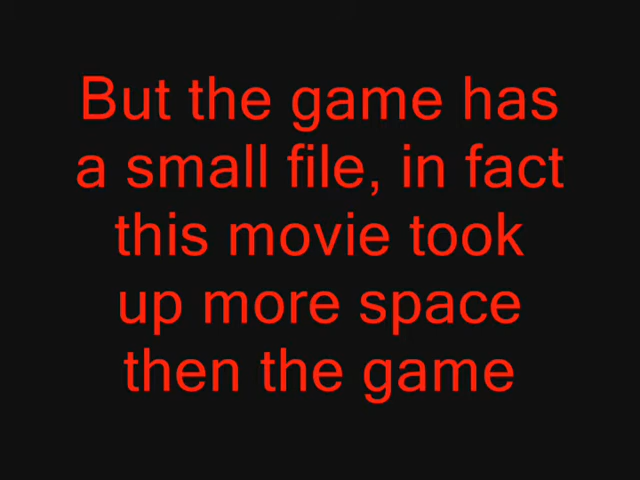 But the game has
a small file, in fact
this movie took
up more space
then the game